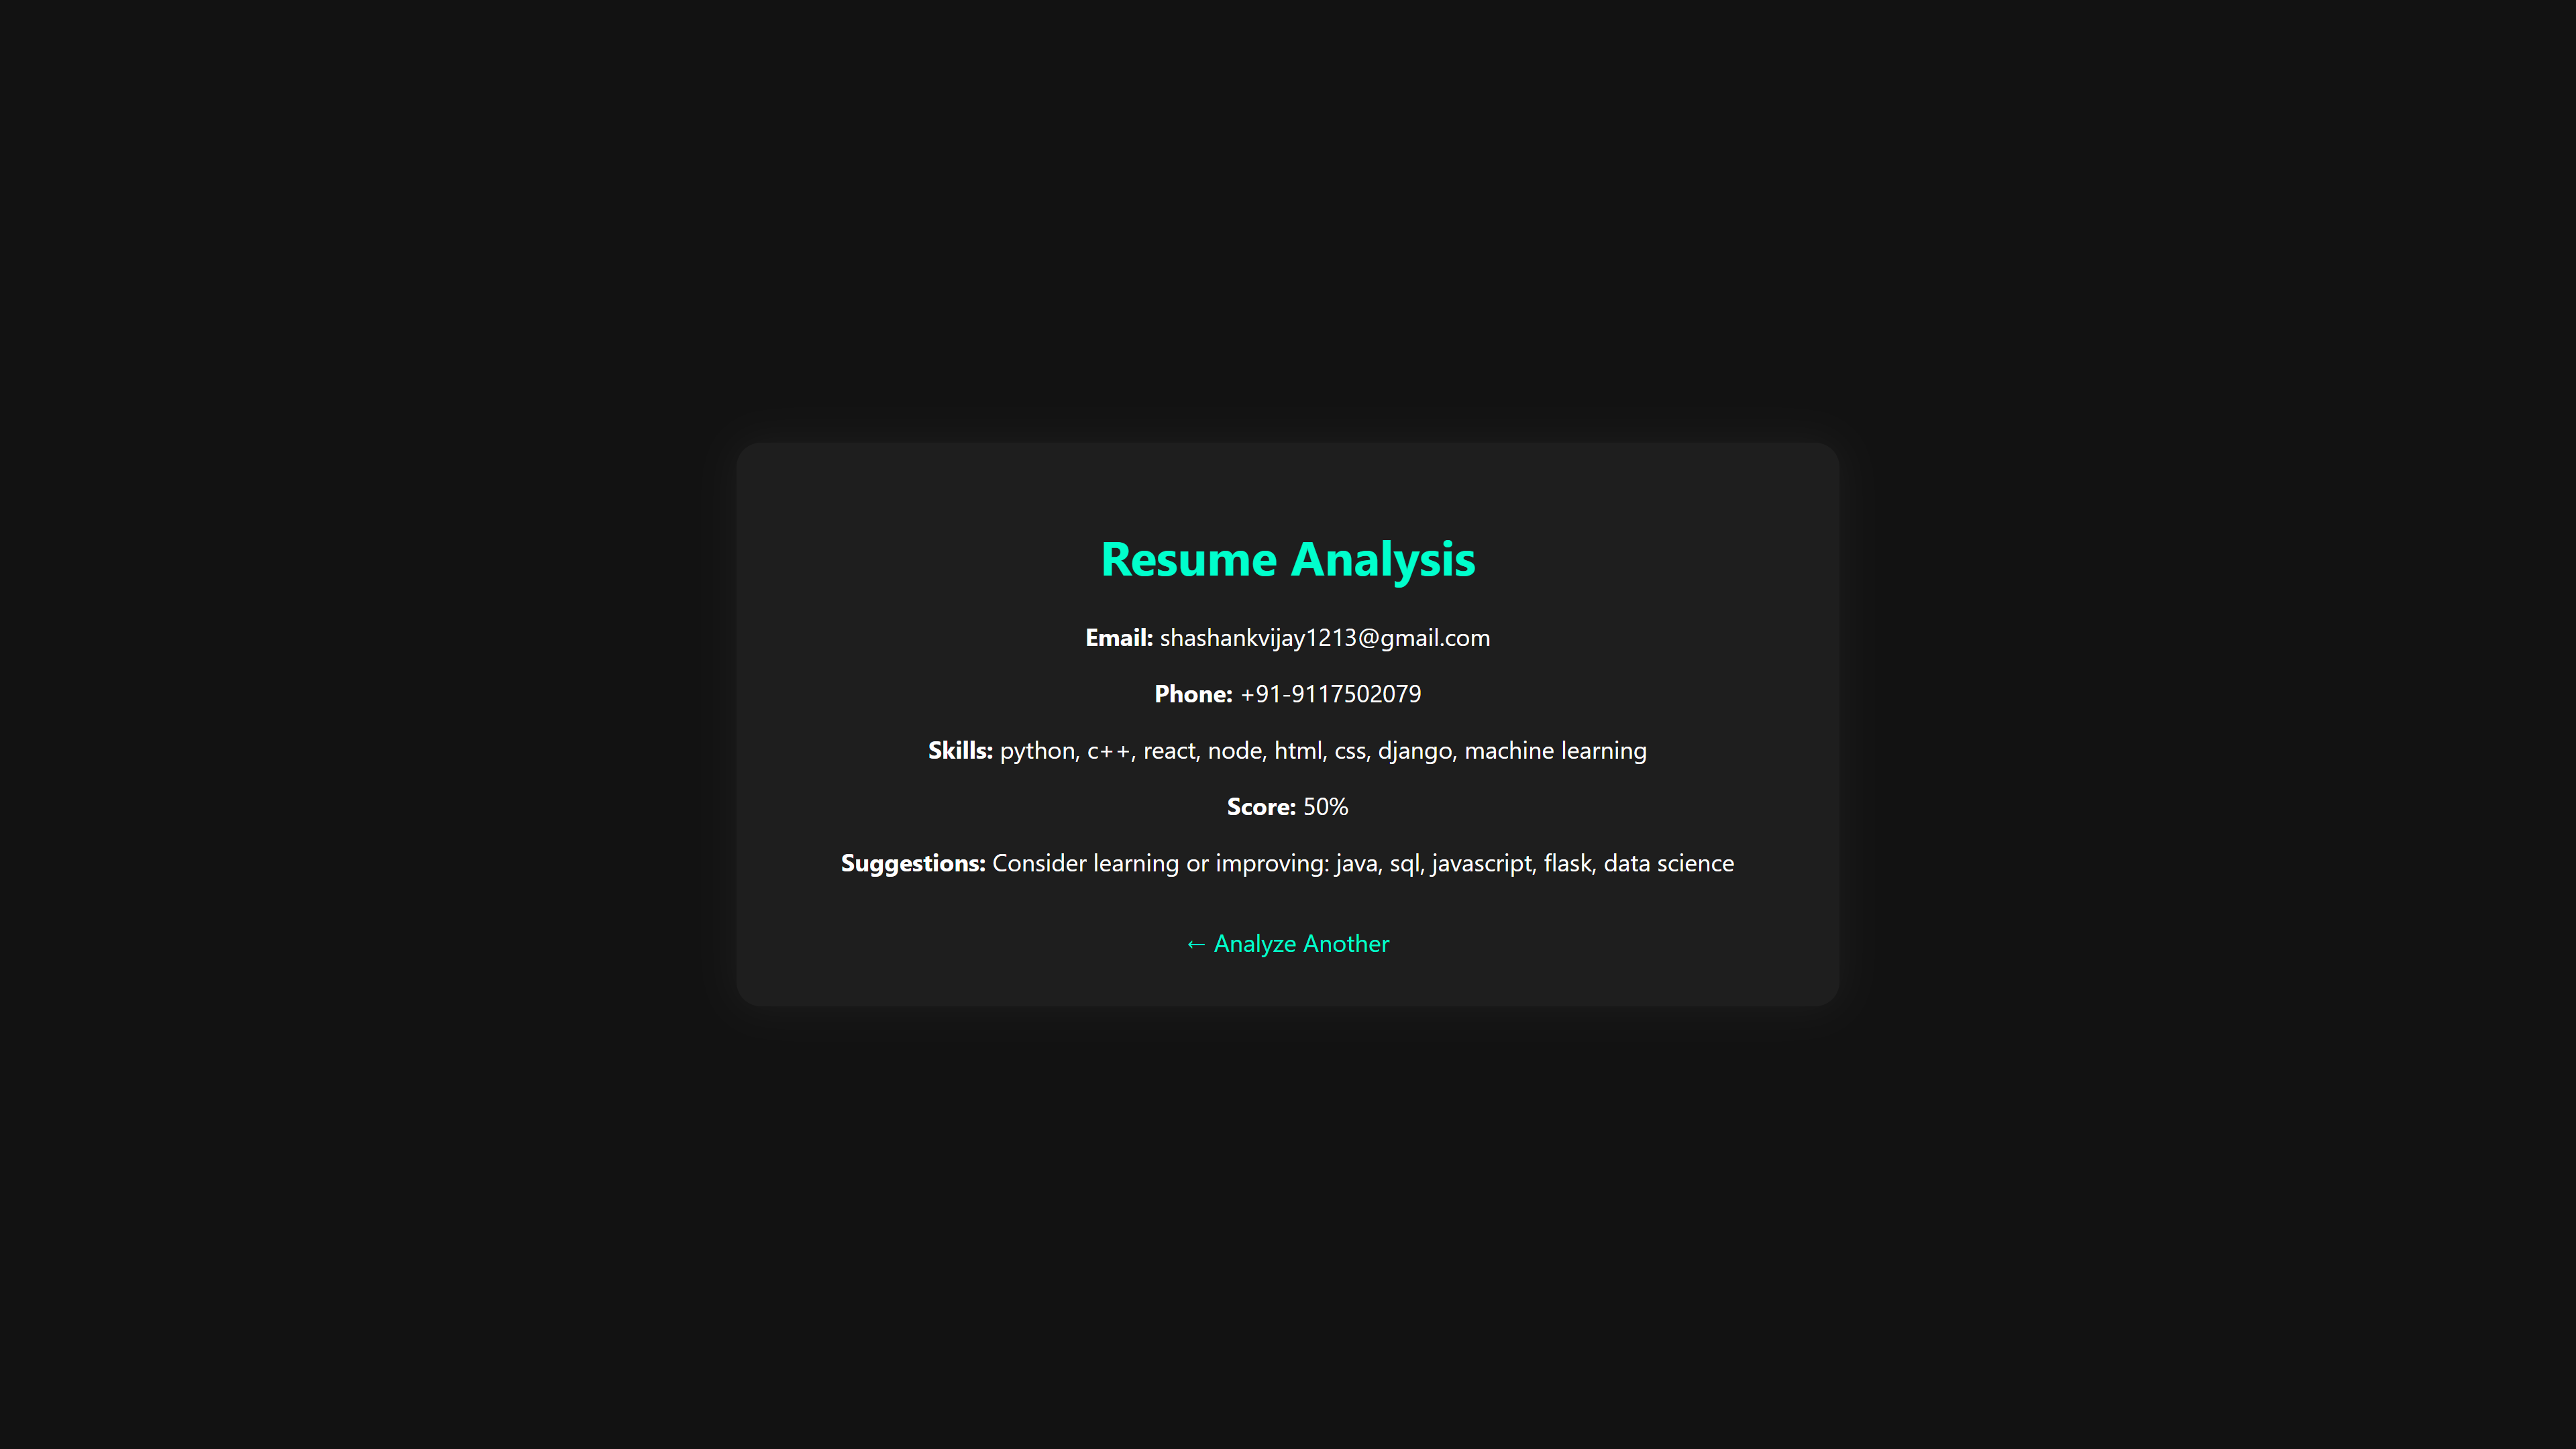 Resume Analysis
Email: shashankvijay1213@gmail.com
Phone: +91-9117502079
Skills: python, c++, react, node, html, css, django, machine learning
Score: 50%
Suggestions: Consider learning or improving: java, sql, javascript, flask, data science
← Analyze Another